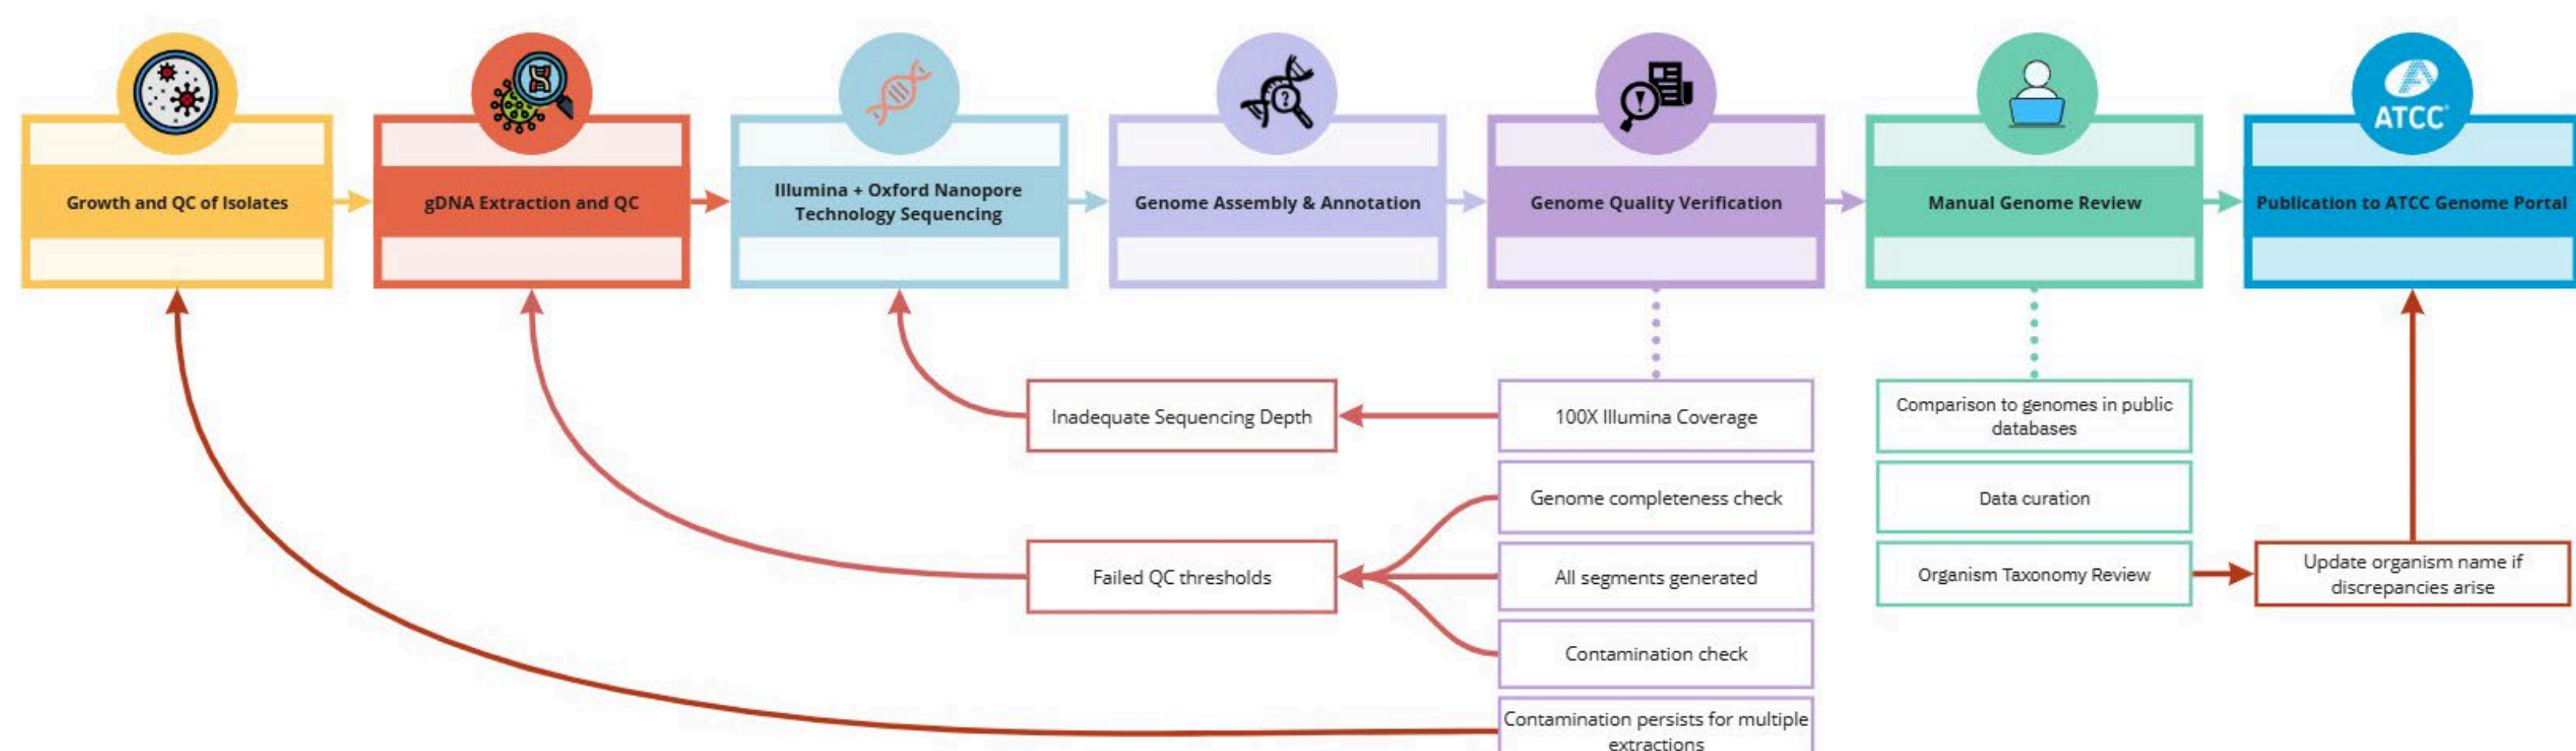 ATCC
Growth and QC of Isolates
gDNA Extraction and QC
Illumina + Oxford Nanopore
Technology Sequencing
Genome Assembly & Annotation
Genome Quality Verification
Manual Genome Review
Publication to ATCC Genome Portal
Inadequate Sequencing Depth
100X Illumina Coverage
Comparison to genomes in public
databases
Genome completeness check
Data curation
Failed QC thresholds
All segments generated
Organism Taxonomy Review
Update organism name if
discrepancies arise
Contamination check
Contamination persists for multiple
extractions